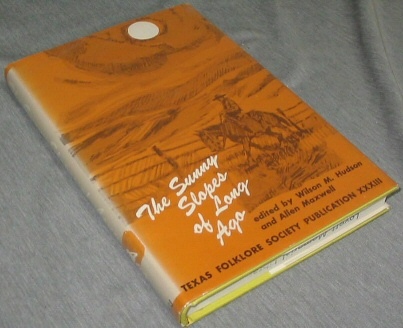 The Sunny
Slopes
of Long
Ago
edited by Wilson M. Hudson
and Allen Maxwell
TEXAS FOLKLORE SOCIETY PUBLICATION XXXIII